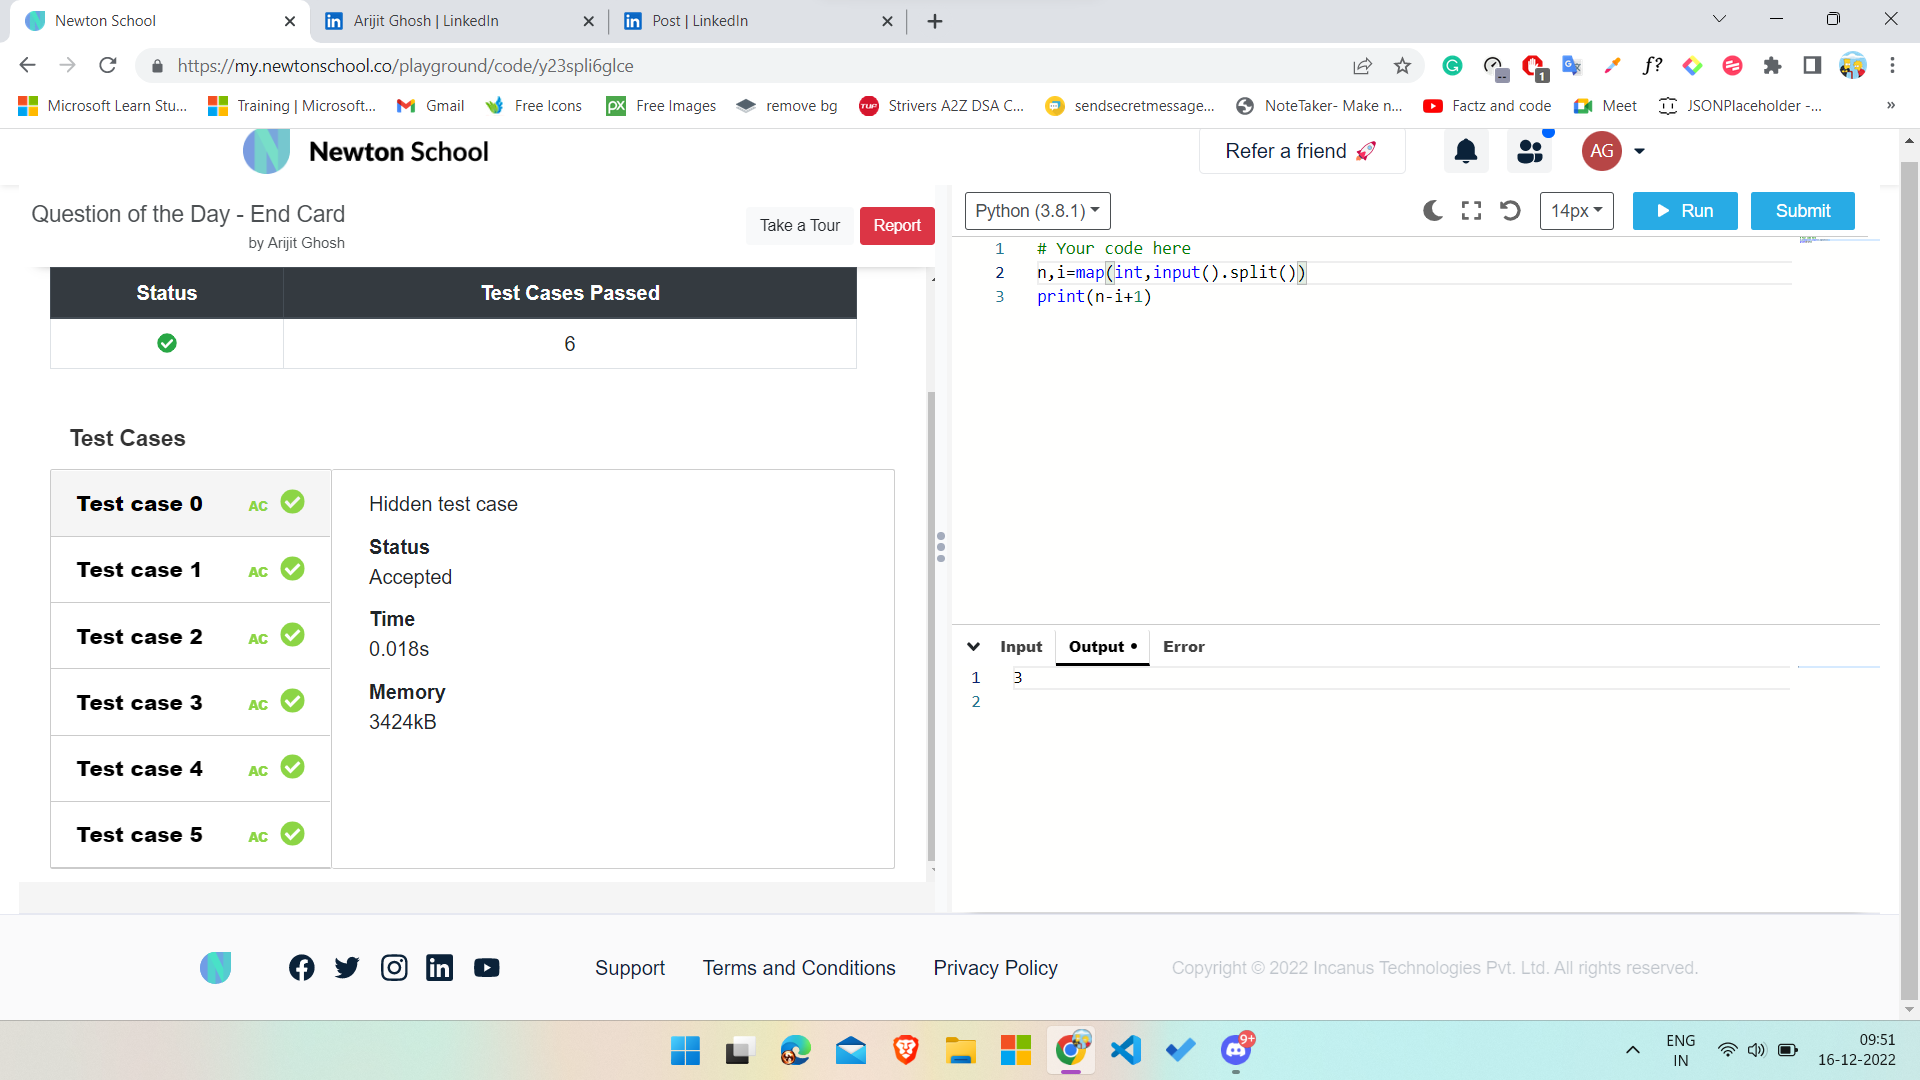 Newton School
Arijit Ghosh | LinkedIn
Post | LinkedIn
https://my.newtonschool.co/playground/code/y23spli6glce
1
f?
Microsoft Learn Stu...
Training | Microsoft...
Gmail
Free Icons
Free Images
remove bg
Strivers A2Z DSA C...
sendsecretmessage...
NoteTaker- Make n...
Factz and code
Meet
JSONPlaceholder -...
»
Newton School
Refer a friend
AG
Question of the Day - End Card
by Arijit Ghosh
Take a Tour
Report
Python (3.8.1)
14px
Run
Submit
Status
Test Cases Passed
6
Test Cases
Test case 0 AC
Test case 1 AC
Test case 2 AC
Test case 3 AC
Test case 4 AC
Test case 5 AC
Hidden test case
Status
Accepted
Time
0.018s
Memory
3424kB
1 # Your code here
2 n,i=map(int,input().split())
3 print(n-i+1)
Input
Output •
Error
1 3
2
Support
Terms and Conditions
Privacy Policy
Copyright © 2022 Incanus Technologies Pvt. Ltd. All rights reserved.
9+
ENG
IN
09:51
16-12-2022